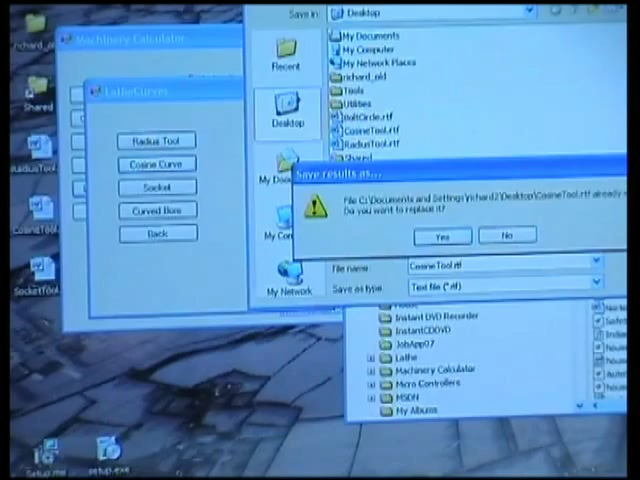 Save in:
Desktop
Machinery Calculator
My Documents
My Computer
My Network Places
richard_old
Tools
Utilities
BoltCircle.rtf
CosineTool.rtf
RadiusTool.rtf
Shared
Recent
Desktop
My Doc
My Co
My Network
LatheCurves
Radius Tool
Cosine Curve
Socket
Curved Bore
Back
Save results as...
File C:\Documents and Settings\richard2\Desktop\CosineTool.rtf already
Do you want to replace it?
Yes
No
File name:
CosineTool.rtf
Save as type:
Text file (*.rtf)
Instant DVD Recorder
InstantCDDVD
JobApp07
Lathe
Machinery Calculator
Micro Controllers
MSDN
My Albums
Shared
RadiusTool.
CosineTool.
SocketTool.
Setup.msi
setup.exe